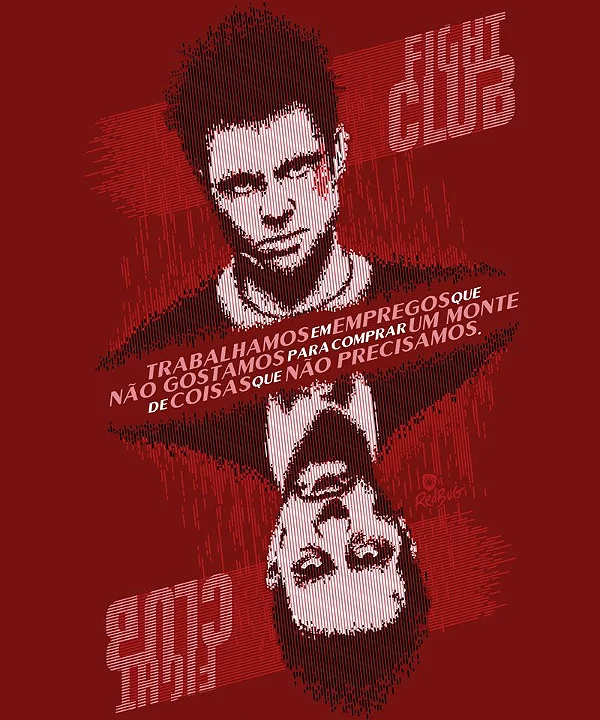 FIGHT
CLUB
TRABALHAMOS EM EMPREGOS QUE
NÃO GOSTAMOS PARA COMPRAR UM MONTE
DE COISAS QUE NÃO PRECISAMOS.
RedBug
CLUB
FIGHT